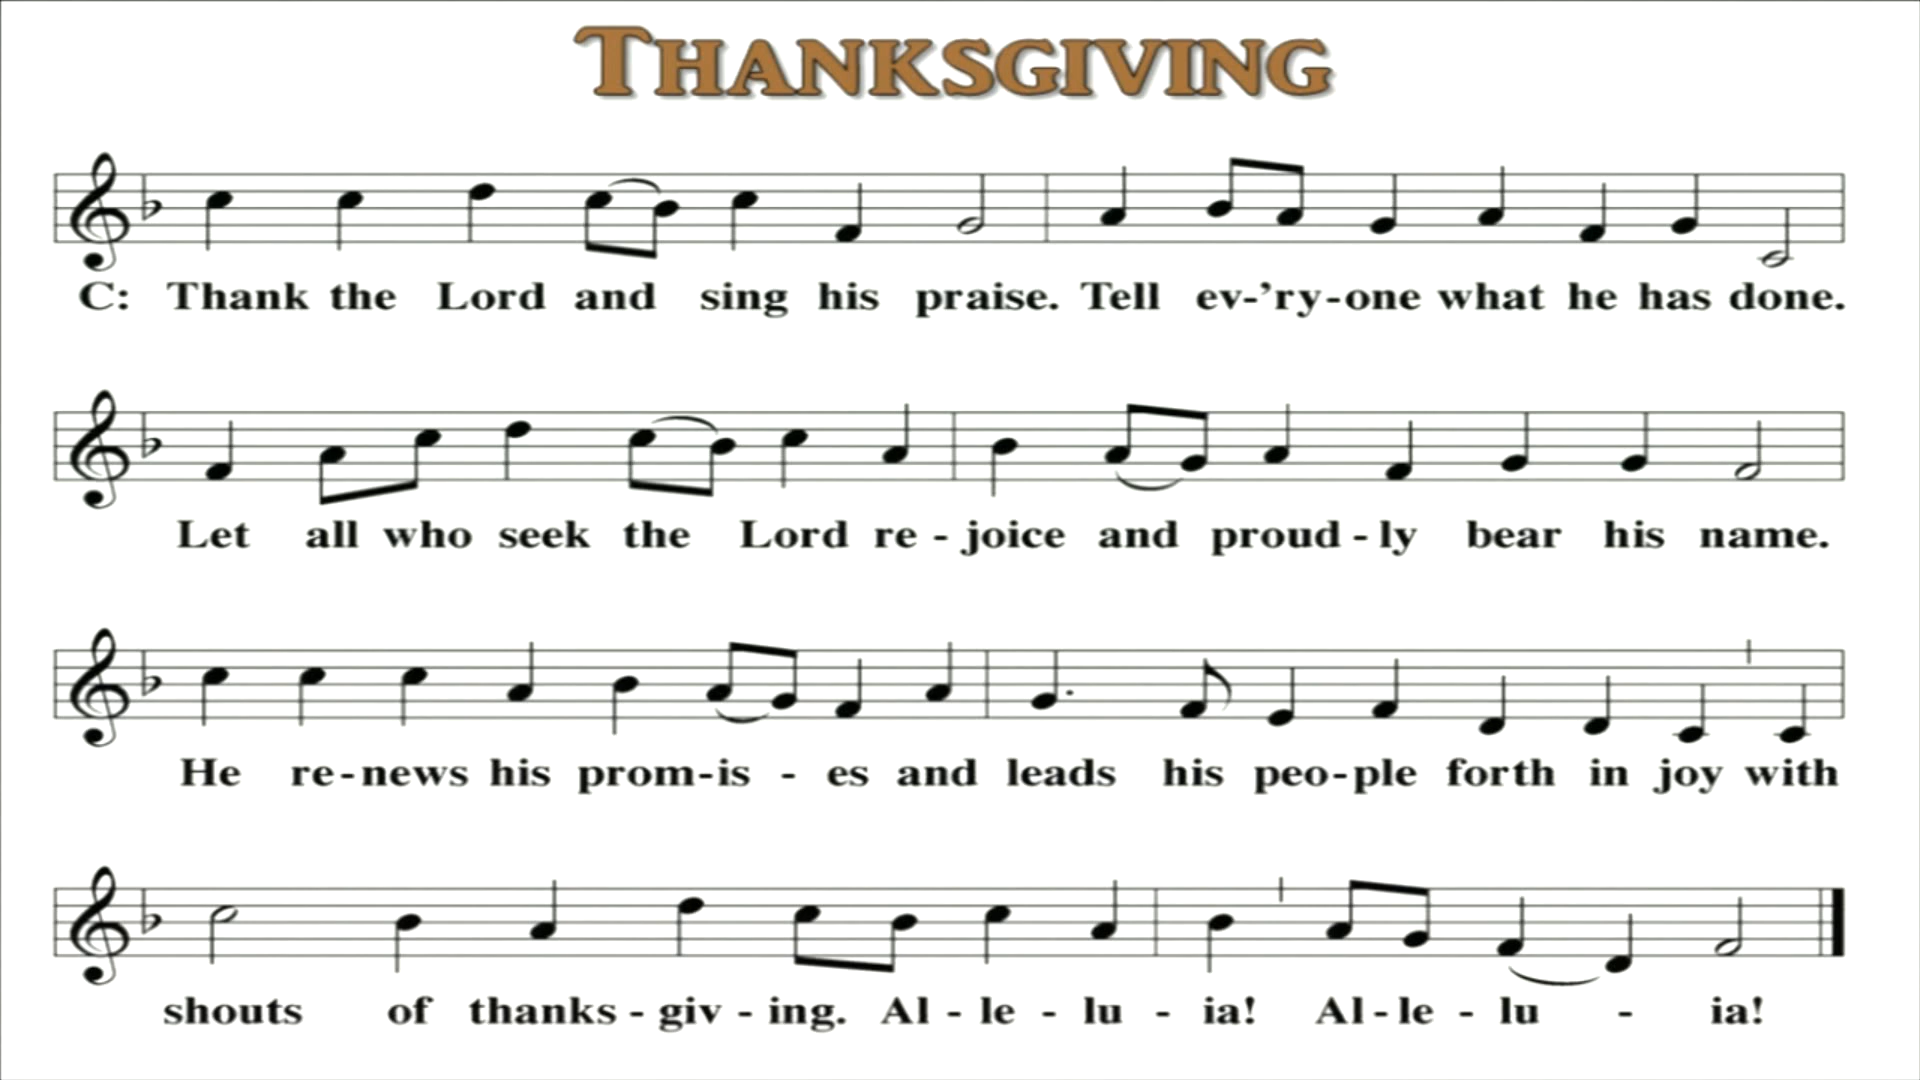 THANKSGIVING
C: Thank the Lord and sing his praise. Tell ev-'ry-one what he has done.
Let all who seek the Lord re - joice and proud - ly bear his name.
He re - news his prom - is - es and leads his peo - ple forth in joy with
shouts of thanks - giv - ing. Al - le - lu - ia! Al - le - lu - ia!